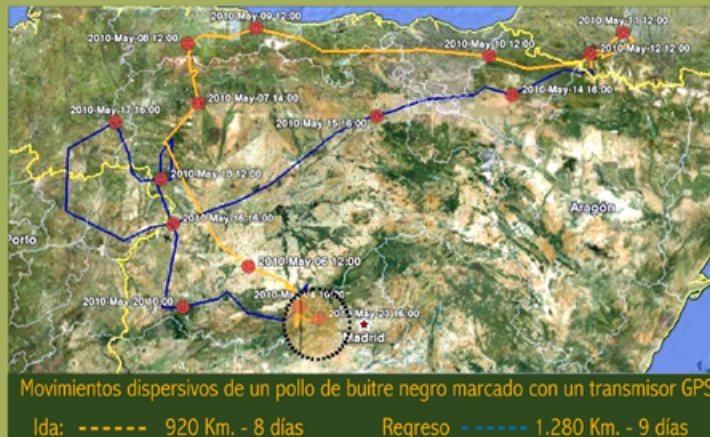 2010-May-09 12:00
2010-May-11 12:00
2010-May-08 12:00
2010-May-10 12:00
2010-May-12 12:00
2010-May-07 14:00
2010-May-14 16:00
2010-May-17 16:00
2010-May-15 16:00
2010-May-18 12:00
Aragón
2010-May-16 16:00
Porto
2010-May-06 12:00
2010-May-20 10:00
2010-May-23 16:00
Madrid
Movimientos dispersivos de un pollo de buitre negro marcado con un transmisor GPS
Ida: ------ 920 Km. - 8 días Regreso ------ 1.280 Km. - 9 días